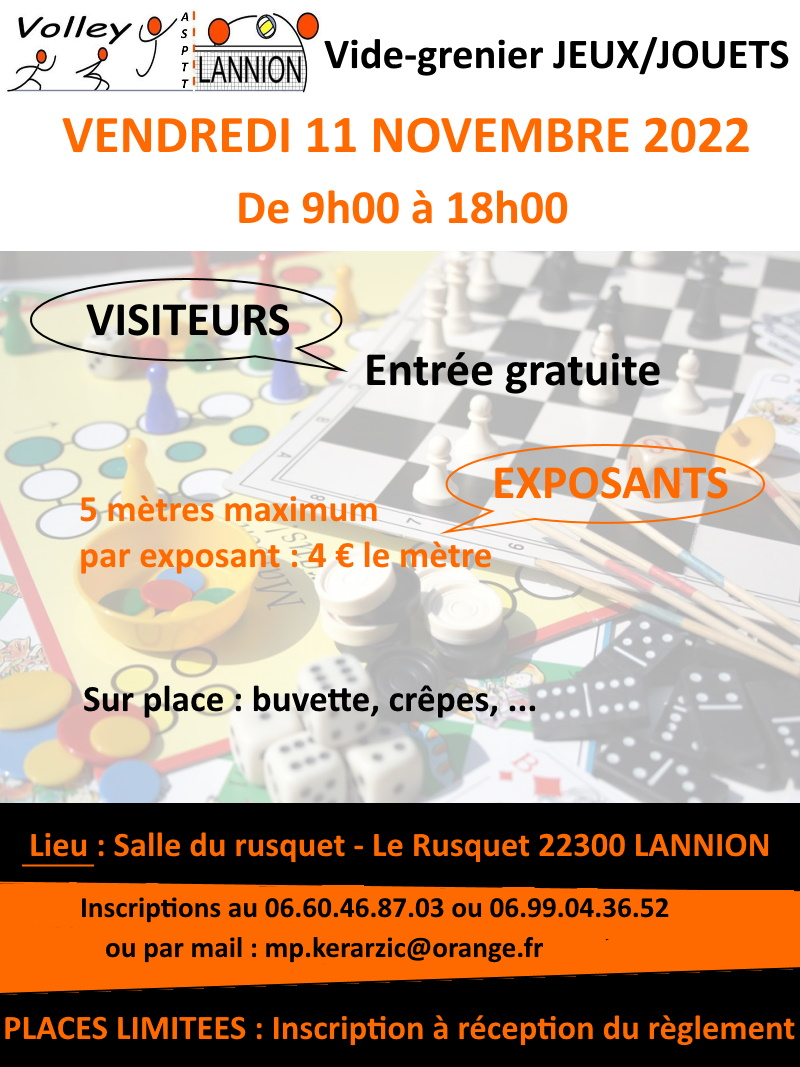 Volley
ASPTT
LANNION
Vide-grenier JEUX/JOUETS
VENDREDI 11 NOVEMBRE 2022
De 9h00 à 18h00
VISITEURS
Entrée gratuite
EXPOSANTS
5 mètres maximum
par exposant : 4 € le mètre
Sur place : buvette, crêpes, ...
Lieu : Salle du rusquet - Le Rusquet 22300 LANNION
Inscriptions au 06.60.46.87.03 ou 06.99.04.36.52
ou par mail : mp.kerarzic@orange.fr
PLACES LIMITEES : Inscription à réception du règlement